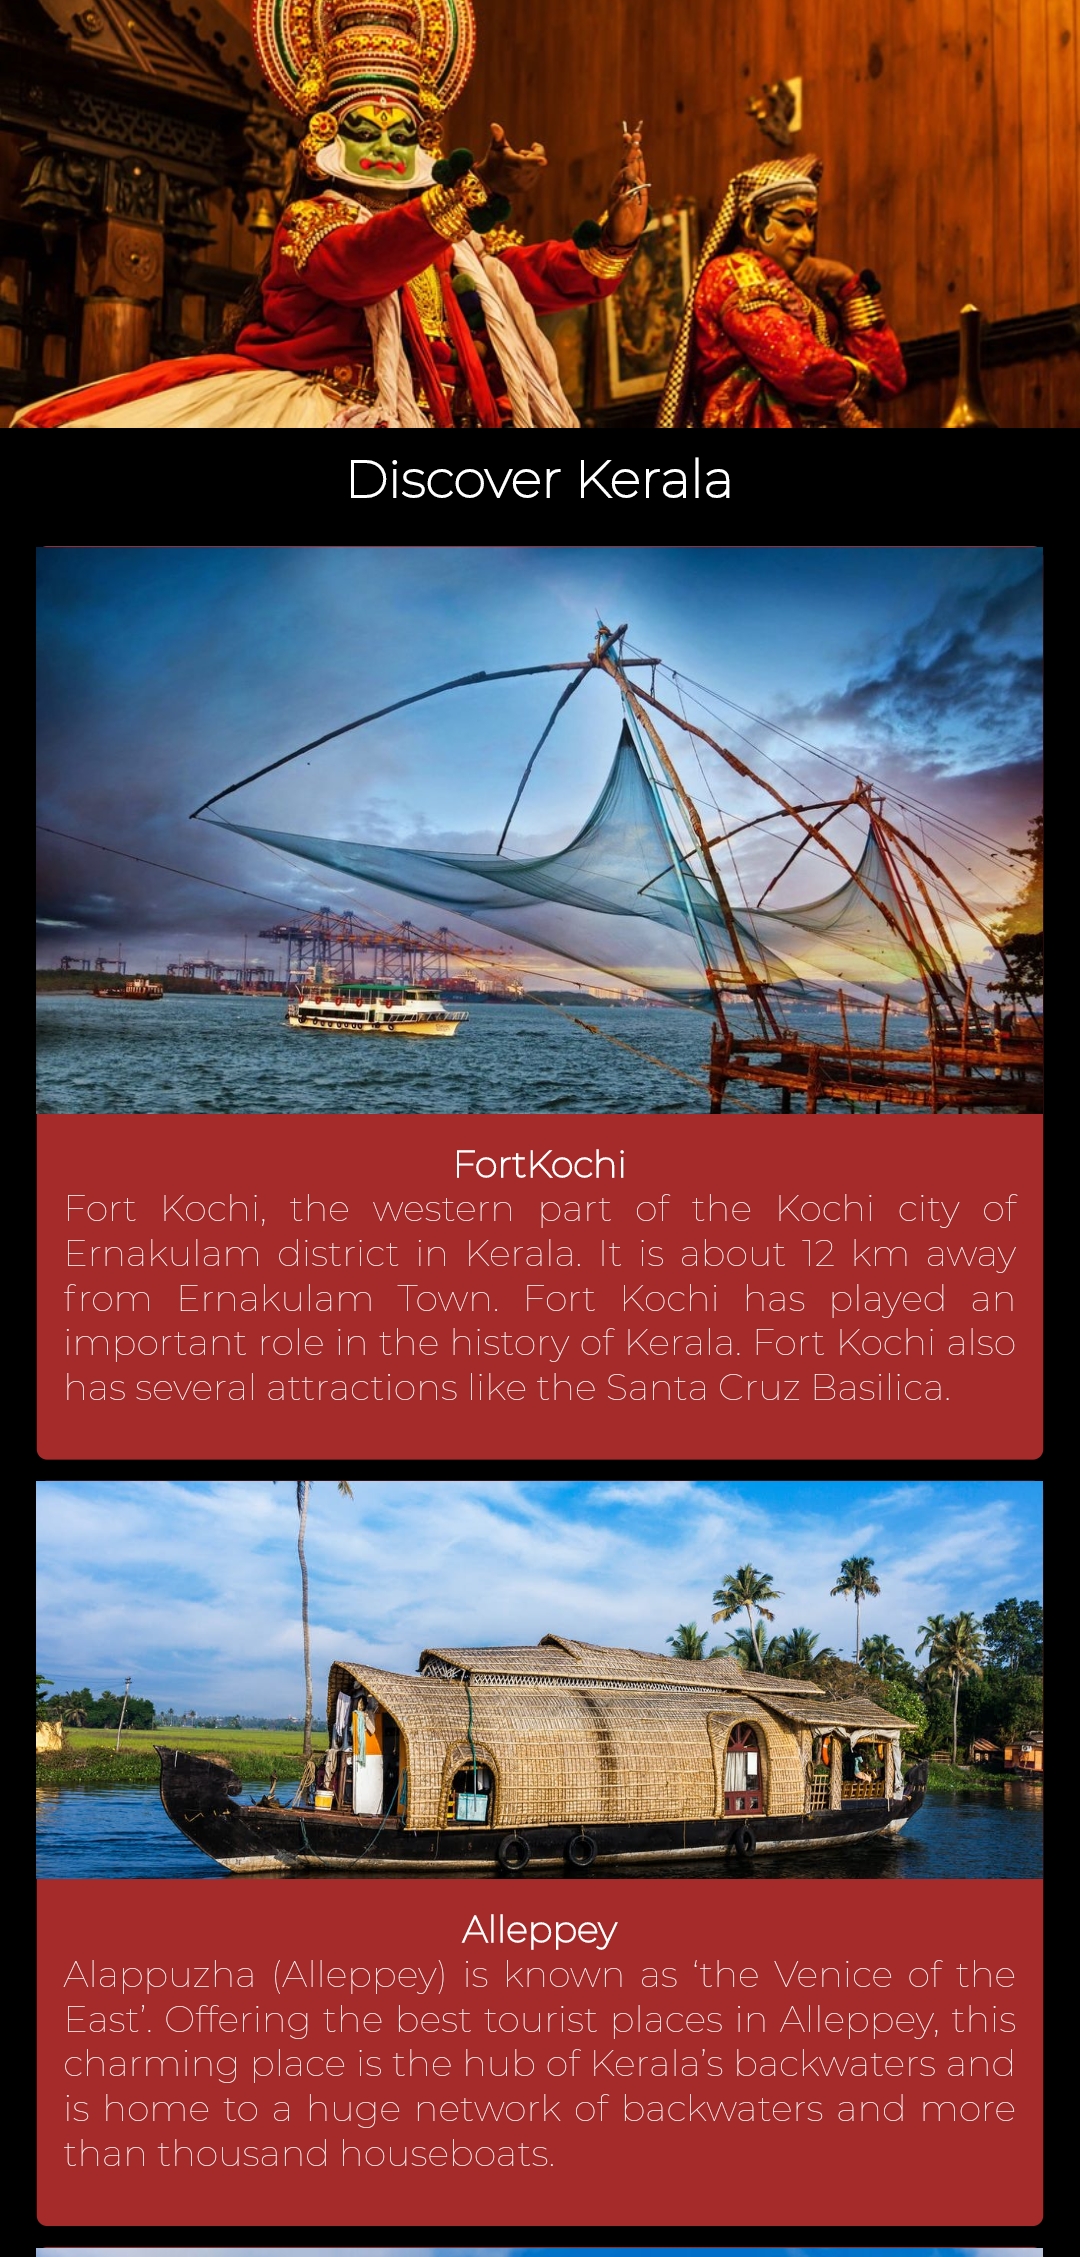 Discover Kerala
FortKochi
Fort Kochi, the western part of the Kochi city of
Ernakulam district in Kerala. It is about 12 km away
from Ernakulam Town. Fort Kochi has played an
important role in the history of Kerala. Fort Kochi also
has several attractions like the Santa Cruz Basilica.
Alleppey
Alappuzha (Alleppey) is known as ‘the Venice of the
East’. Offering the best tourist places in Alleppey, this
charming place is the hub of Kerala’s backwaters and
is home to a huge network of backwaters and more
than thousand houseboats.